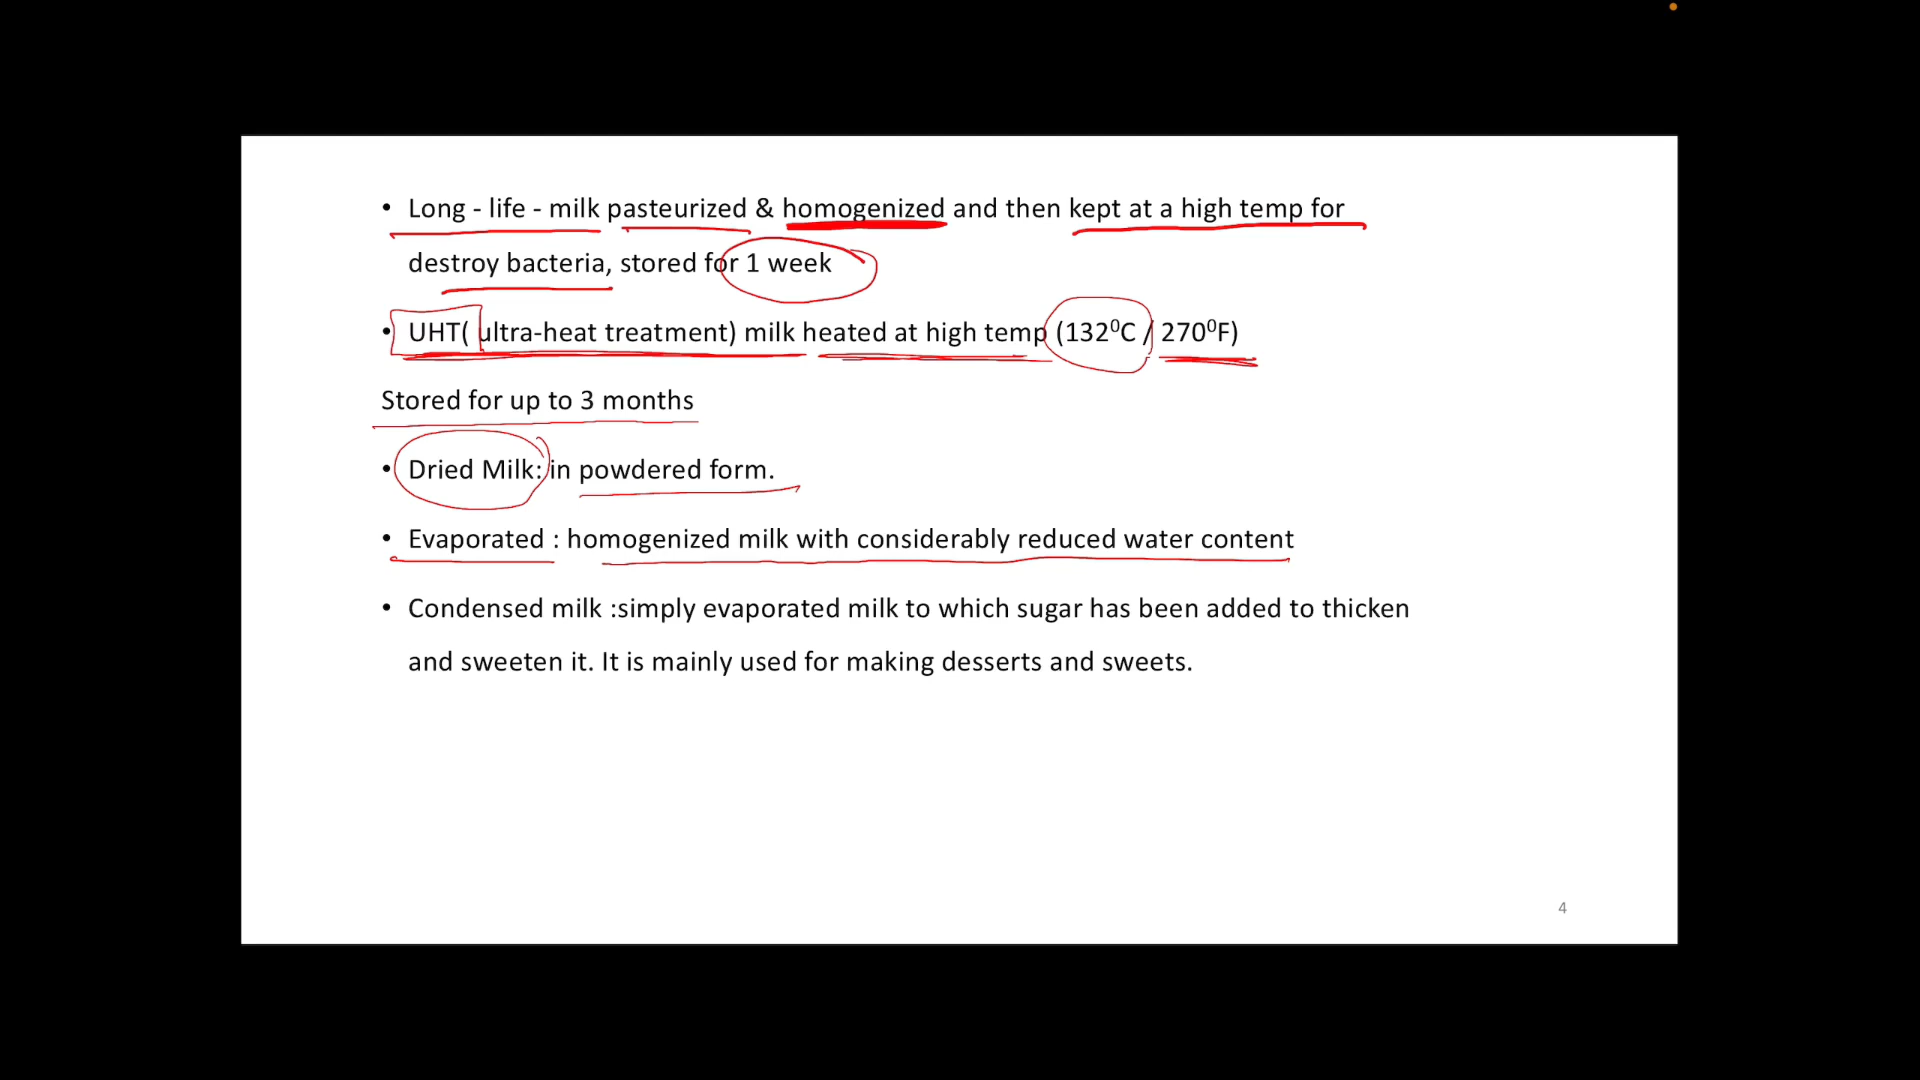 • Long - life - milk pasteurized & homogenized and then kept at a high temp for
destroy bacteria, stored for 1 week
• UHT( ultra-heat treatment) milk heated at high temp (132⁰C / 270⁰F)
Stored for up to 3 months
• Dried Milk: in powdered form.
• Evaporated : homogenized milk with considerably reduced water content
• Condensed milk :simply evaporated milk to which sugar has been added to thicken
and sweeten it. It is mainly used for making desserts and sweets.
4